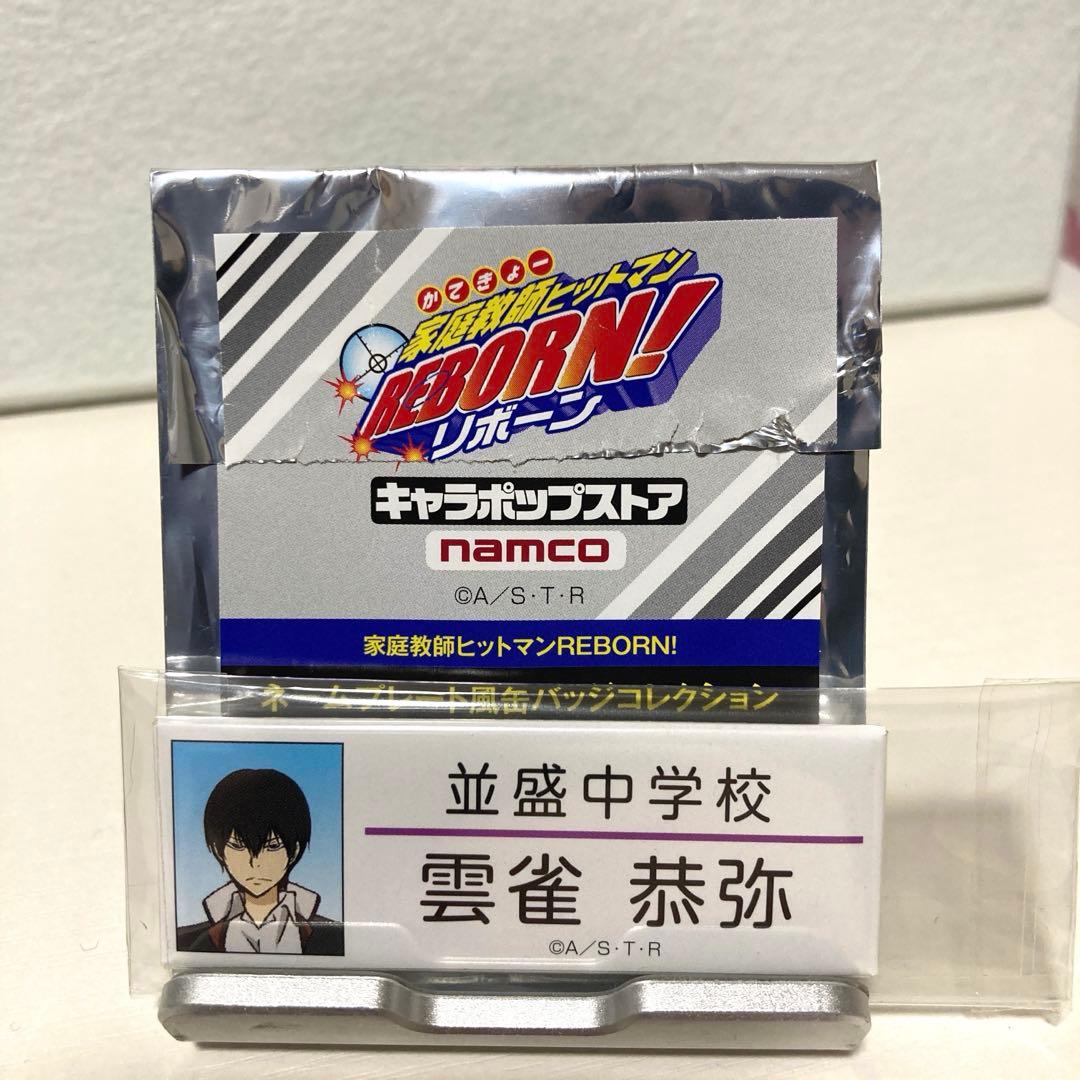 かてきょー
家庭教師ヒットマン
REBORN!
リボーン
キャラポップストア
namco
©A/S・T・R
家庭教師ヒットマンREBORN!
ネームプレート風缶バッジコレクション
並盛中学校
雲雀 恭弥
©A/S・T・R